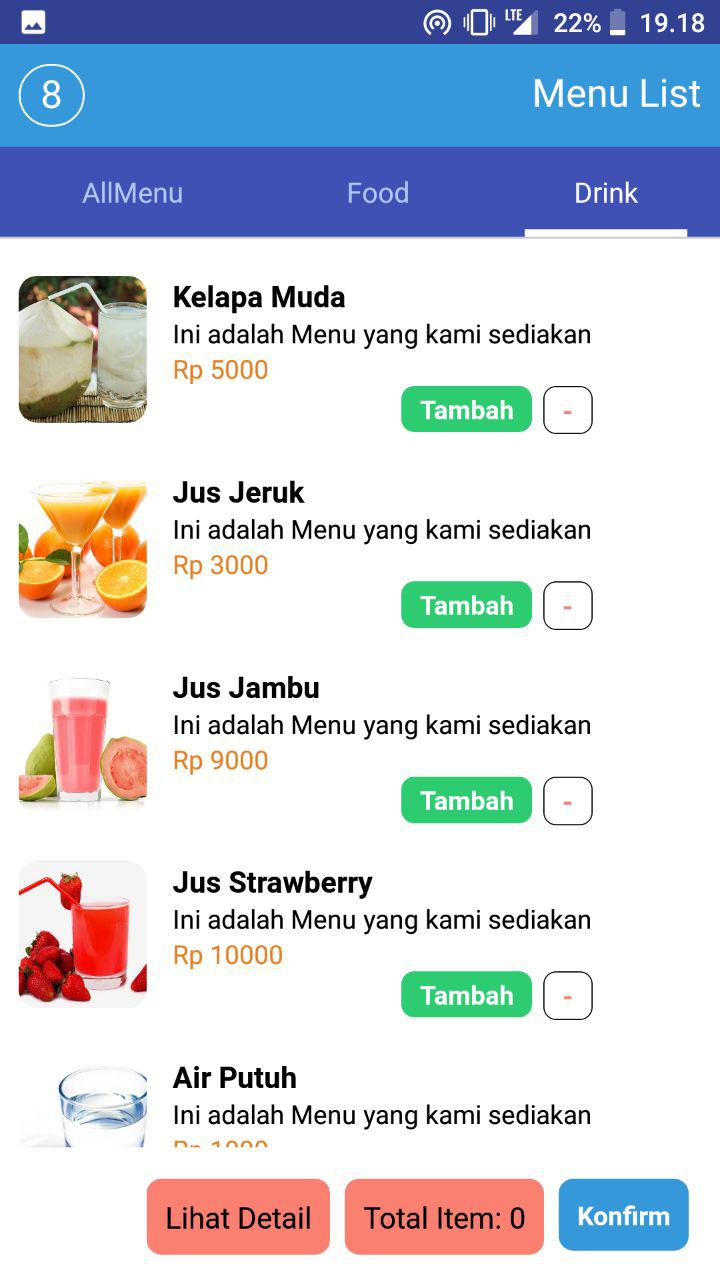 LTE 22% 19.18
8 Menu List
AllMenu Food Drink
Kelapa Muda
Ini adalah Menu yang kami sediakan
Rp 5000
Tambah -
Jus Jeruk
Ini adalah Menu yang kami sediakan
Rp 3000
Tambah -
Jus Jambu
Ini adalah Menu yang kami sediakan
Rp 9000
Tambah -
Jus Strawberry
Ini adalah Menu yang kami sediakan
Rp 10000
Tambah -
Air Putuh
Ini adalah Menu yang kami sediakan
Lihat Detail Total Item: 0 Konfirm